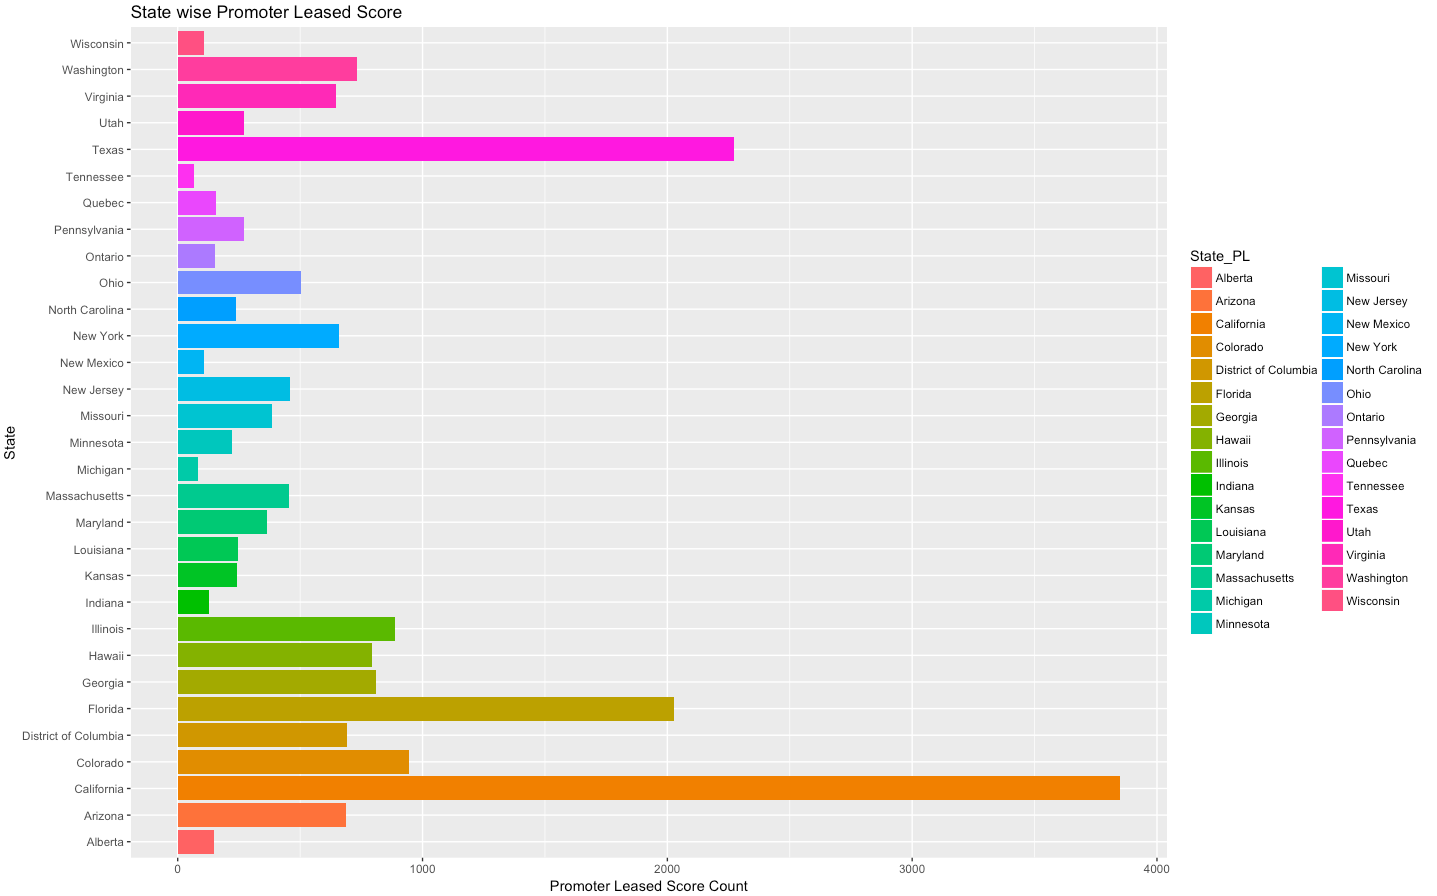 State wise Promoter Leased Score
State
Wisconsin
Washington
Virginia
Utah
Texas
Tennessee
Quebec
Pennsylvania
Ontario
Ohio
North Carolina
New York
New Mexico
New Jersey
Missouri
Minnesota
Michigan
Massachusetts
Maryland
Louisiana
Kansas
Indiana
Illinois
Hawaii
Georgia
Florida
District of Columbia
Colorado
California
Arizona
Alberta
0 1000 2000 3000 4000
Promoter Leased Score Count
State_PL
Alberta
Arizona
California
Colorado
District of Columbia
Florida
Georgia
Hawaii
Illinois
Indiana
Kansas
Louisiana
Maryland
Massachusetts
Michigan
Minnesota
Missouri
New Jersey
New Mexico
New York
North Carolina
Ohio
Ontario
Pennsylvania
Quebec
Tennessee
Texas
Utah
Virginia
Washington
Wisconsin